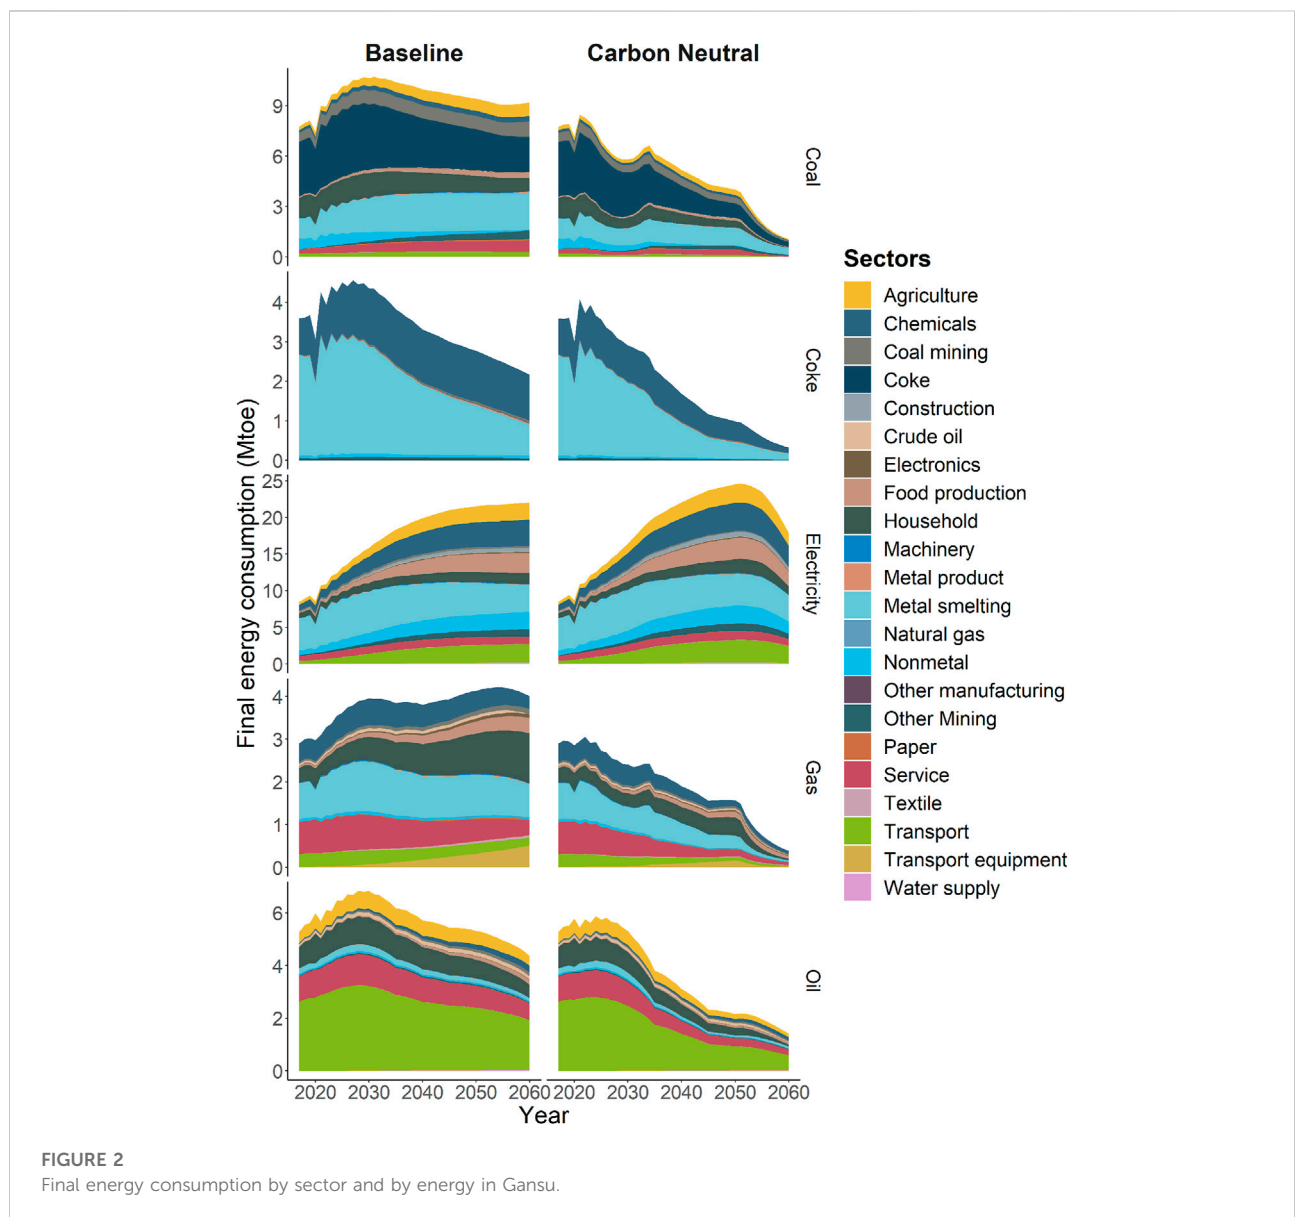 Baseline
Carbon Neutral
Final energy consumption (Mtoe)
0
3
6
9
Coal
0
1
2
3
4
Coke
0
5
10
15
20
25
Electricity
0
1
2
3
4
Gas
0
2
4
6
Oil
2020 2030 2040 2050 2060
2020 2030 2040 2050 2060
Year
Sectors
Agriculture
Chemicals
Coal mining
Coke
Construction
Crude oil
Electronics
Food production
Household
Machinery
Metal product
Metal smelting
Natural gas
Nonmetal
Other manufacturing
Other Mining
Paper
Service
Textile
Transport
Transport equipment
Water supply
FIGURE 2
Final energy consumption by sector and by energy in Gansu.